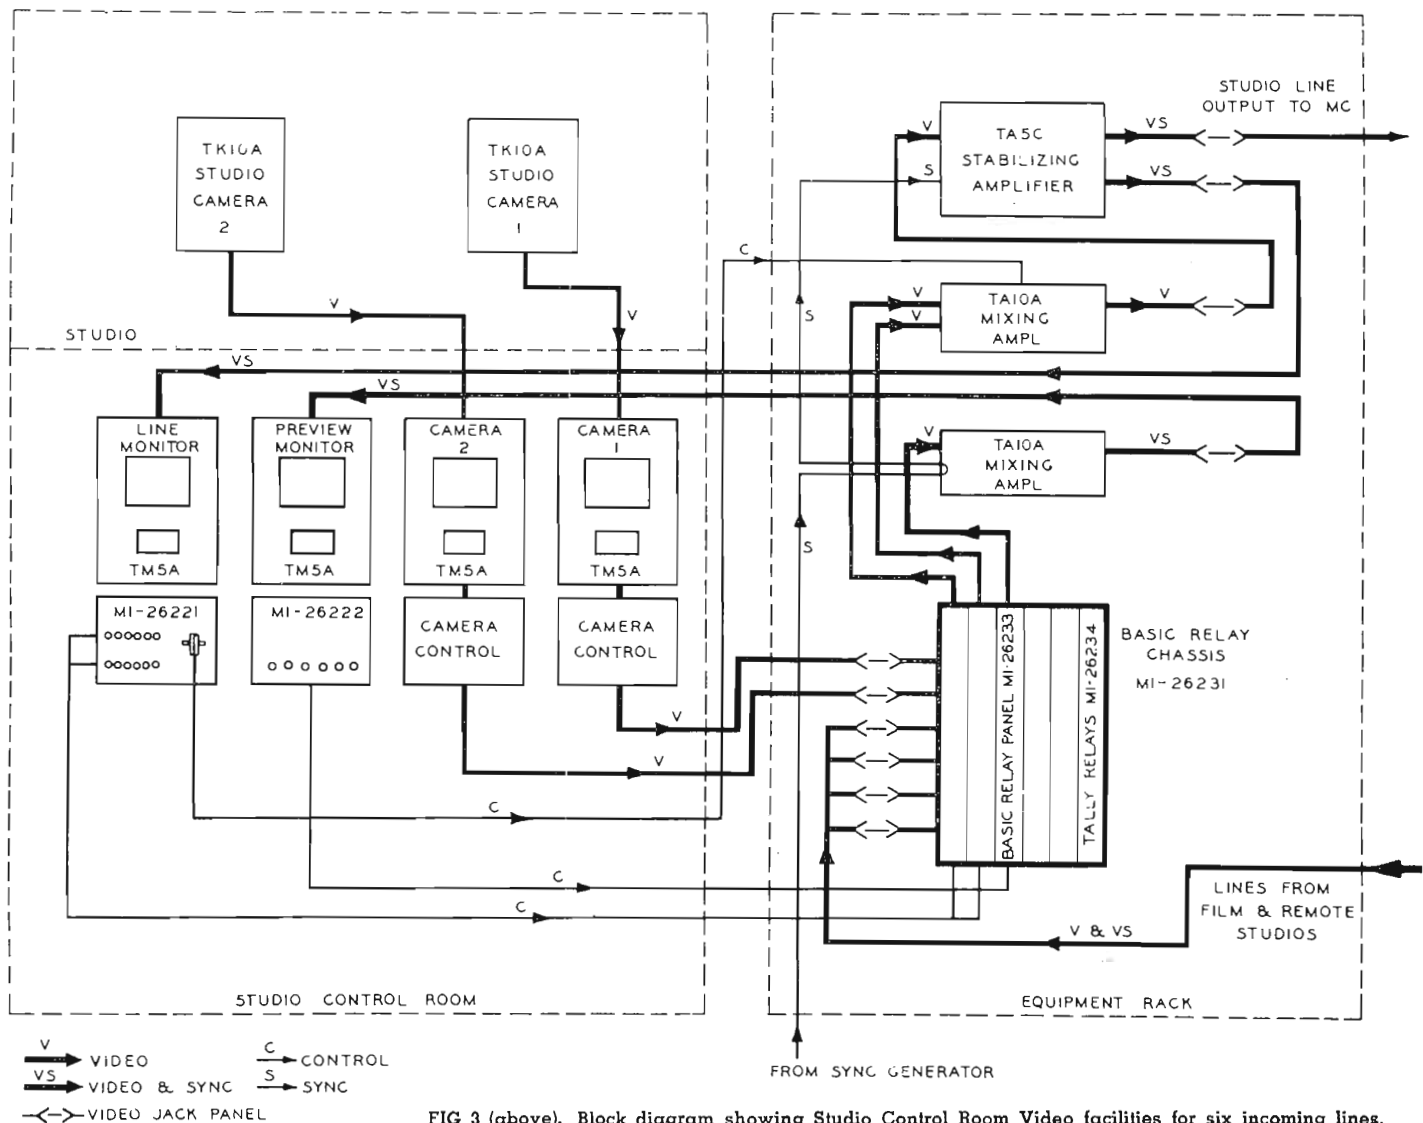 STUDIO LINE
OUTPUT TO MC
TK10A
STUDIO
CAMERA
2
TK10A
STUDIO
CAMERA
1
V
TA5C
STABILIZING
AMPLIFIER
VS
S
VS
C
V
V
STUDIO
V
V
TA10A
MIXING
AMPL
V
S
VS
VS
LINE
MONITOR
TM5A
PREVIEW
MONITOR
TM5A
CAMERA
2
TM5A
CAMERA
1
TM5A
V
TA10A
MIXING
AMPL
VS
S
MI-26221
MI-26222
CAMERA
CONTROL
CAMERA
CONTROL
BASIC RELAY PANEL MI-26233
TALLY RELAYS MI-26234
BASIC RELAY
CHASSIS
MI-26231
V
V
C
C
C
LINES FROM
FILM & REMOTE
STUDIOS
V & VS
STUDIO CONTROL ROOM
EQUIPMENT RACK
FROM SYNC GENERATOR
V VIDEO
C CONTROL
VS VIDEO & SYNC
S SYNC
VIDEO JACK PANEL
FIG 3 (above). Block diagram showing Studio Control Room Video facilities for six incoming lines.